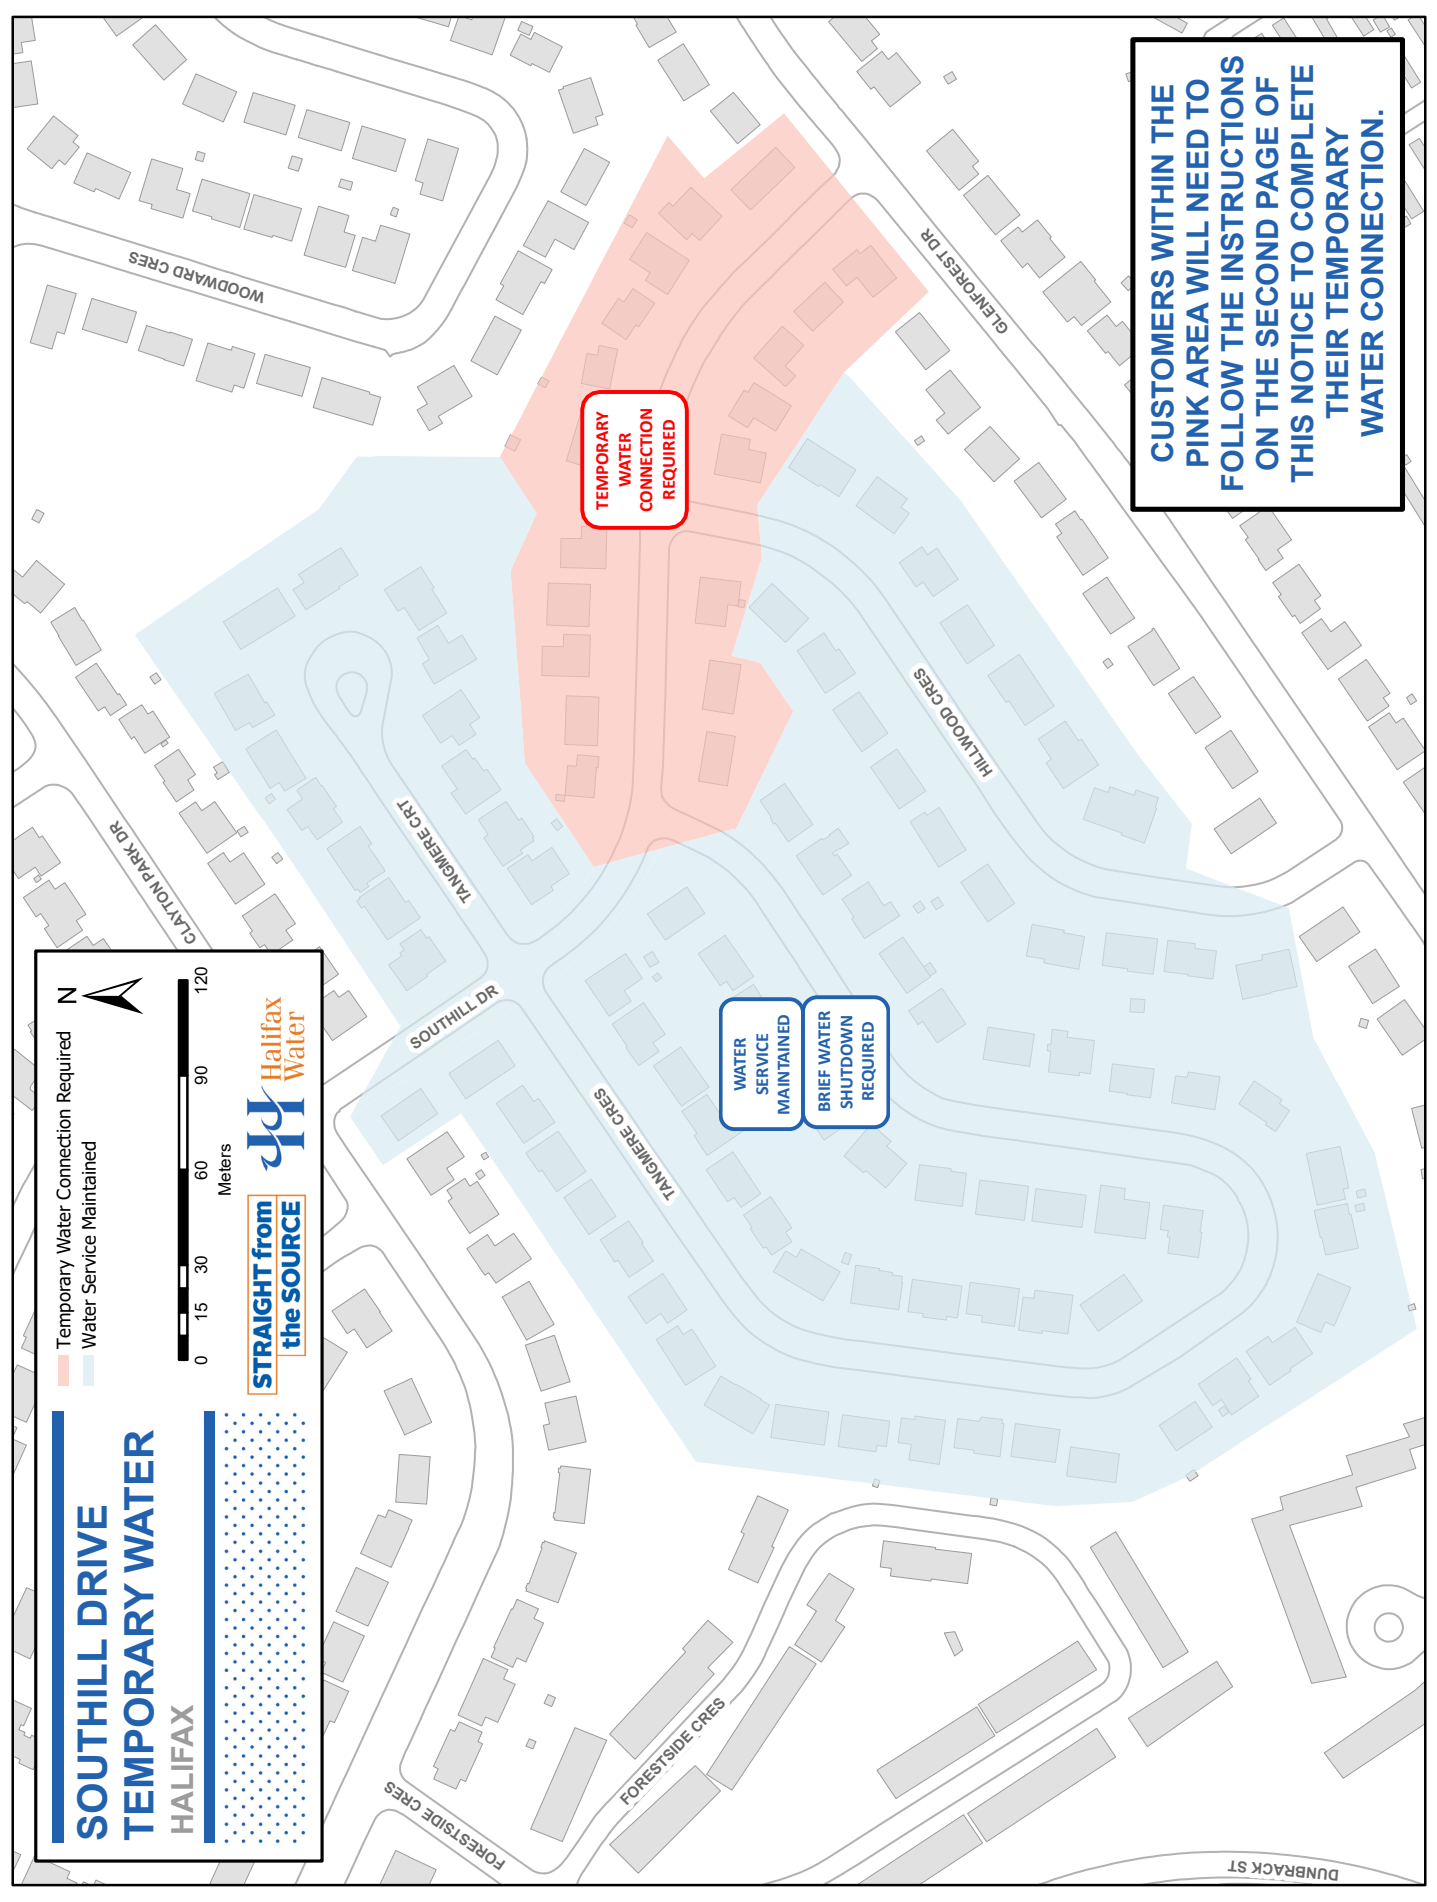 SOUTHILL DRIVE
TEMPORARY WATER
HALIFAX
Temporary Water Connection Required
Water Service Maintained
N
0 15 30 60 90 120
Meters
STRAIGHT from
the SOURCE
Halifax
Water
CLAYTON PARK DR
WOODWARD CRES
TANGMERE CRT
SOUTHILL DR
TANGMERE CRES
HILLWOOD CRES
GLENFOREST DR
FORESTSIDE CRES
FORESTSIDE CRES
DUNBRACK ST
TEMPORARY
WATER
CONNECTION
REQUIRED
WATER
SERVICE
MAINTAINED
BRIEF WATER
SHUTDOWN
REQUIRED
CUSTOMERS WITHIN THE
PINK AREA WILL NEED TO
FOLLOW THE INSTRUCTIONS
ON THE SECOND PAGE OF
THIS NOTICE TO COMPLETE
THEIR TEMPORARY
WATER CONNECTION.